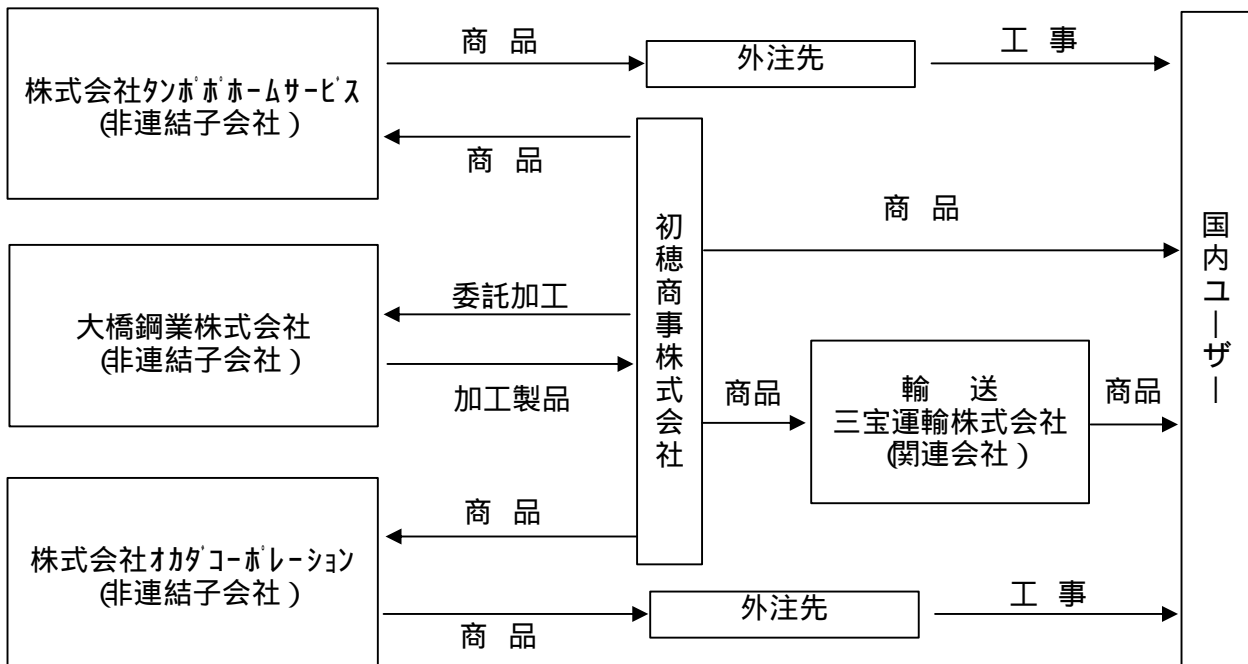 商 品
外注先
工 事
株式会社ﾀﾝﾎﾟﾎﾟﾎｰﾑｻｰﾋﾞｽ
(非連結子会社)
商 品
初穂商事株式会社
商 品
国内ユーザー
委託加工
大橋鋼業株式会社
(非連結子会社)
加工製品
商品
輸 送
三宝運輸株式会社
(関連会社)
商品
商 品
株式会社ｵｶﾀﾞｺｰﾎﾟﾚｰｼｮﾝ
(非連結子会社)
商 品
外注先
工 事